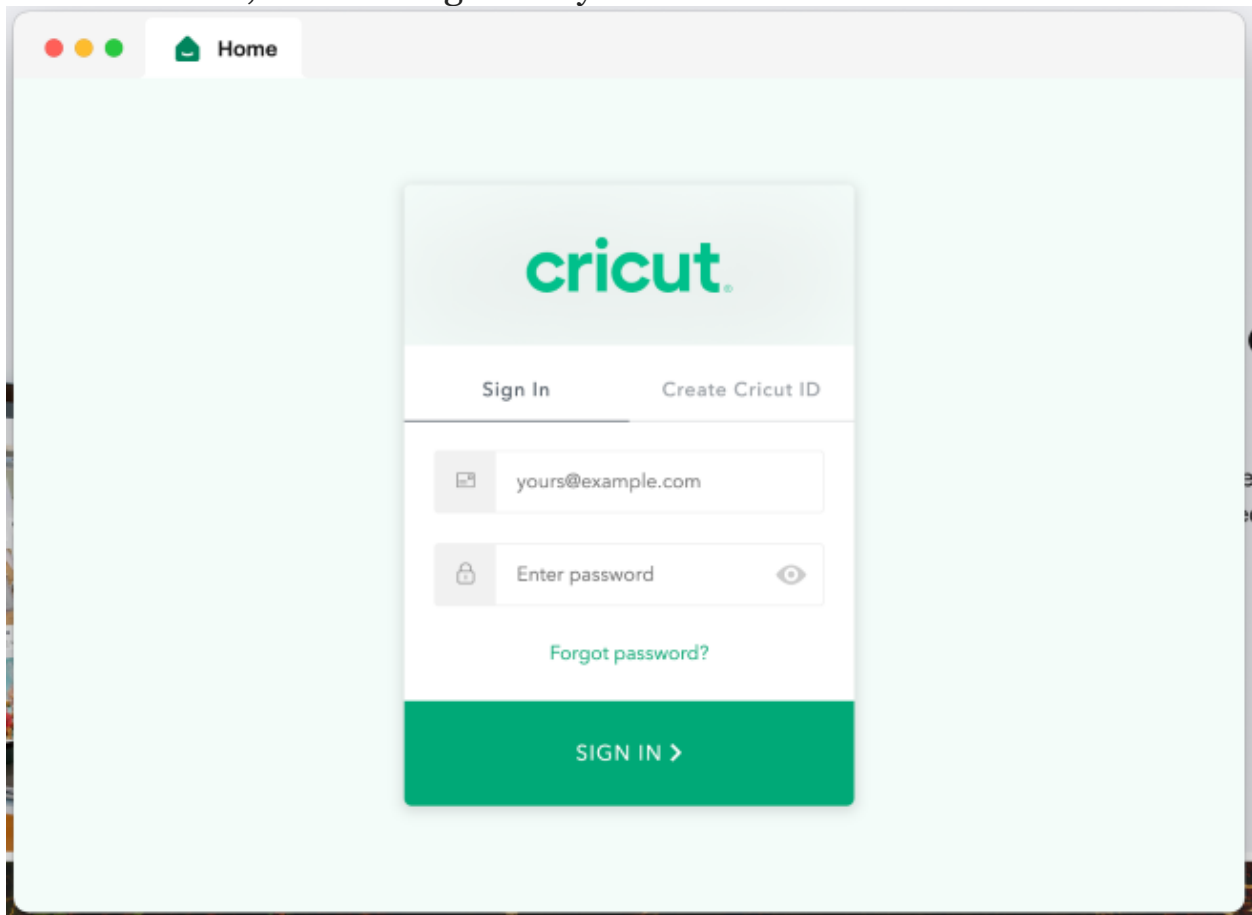 Home
cricut®
Sign In
Create Cricut ID
yours@example.com
Enter password
Forgot password?
SIGN IN >